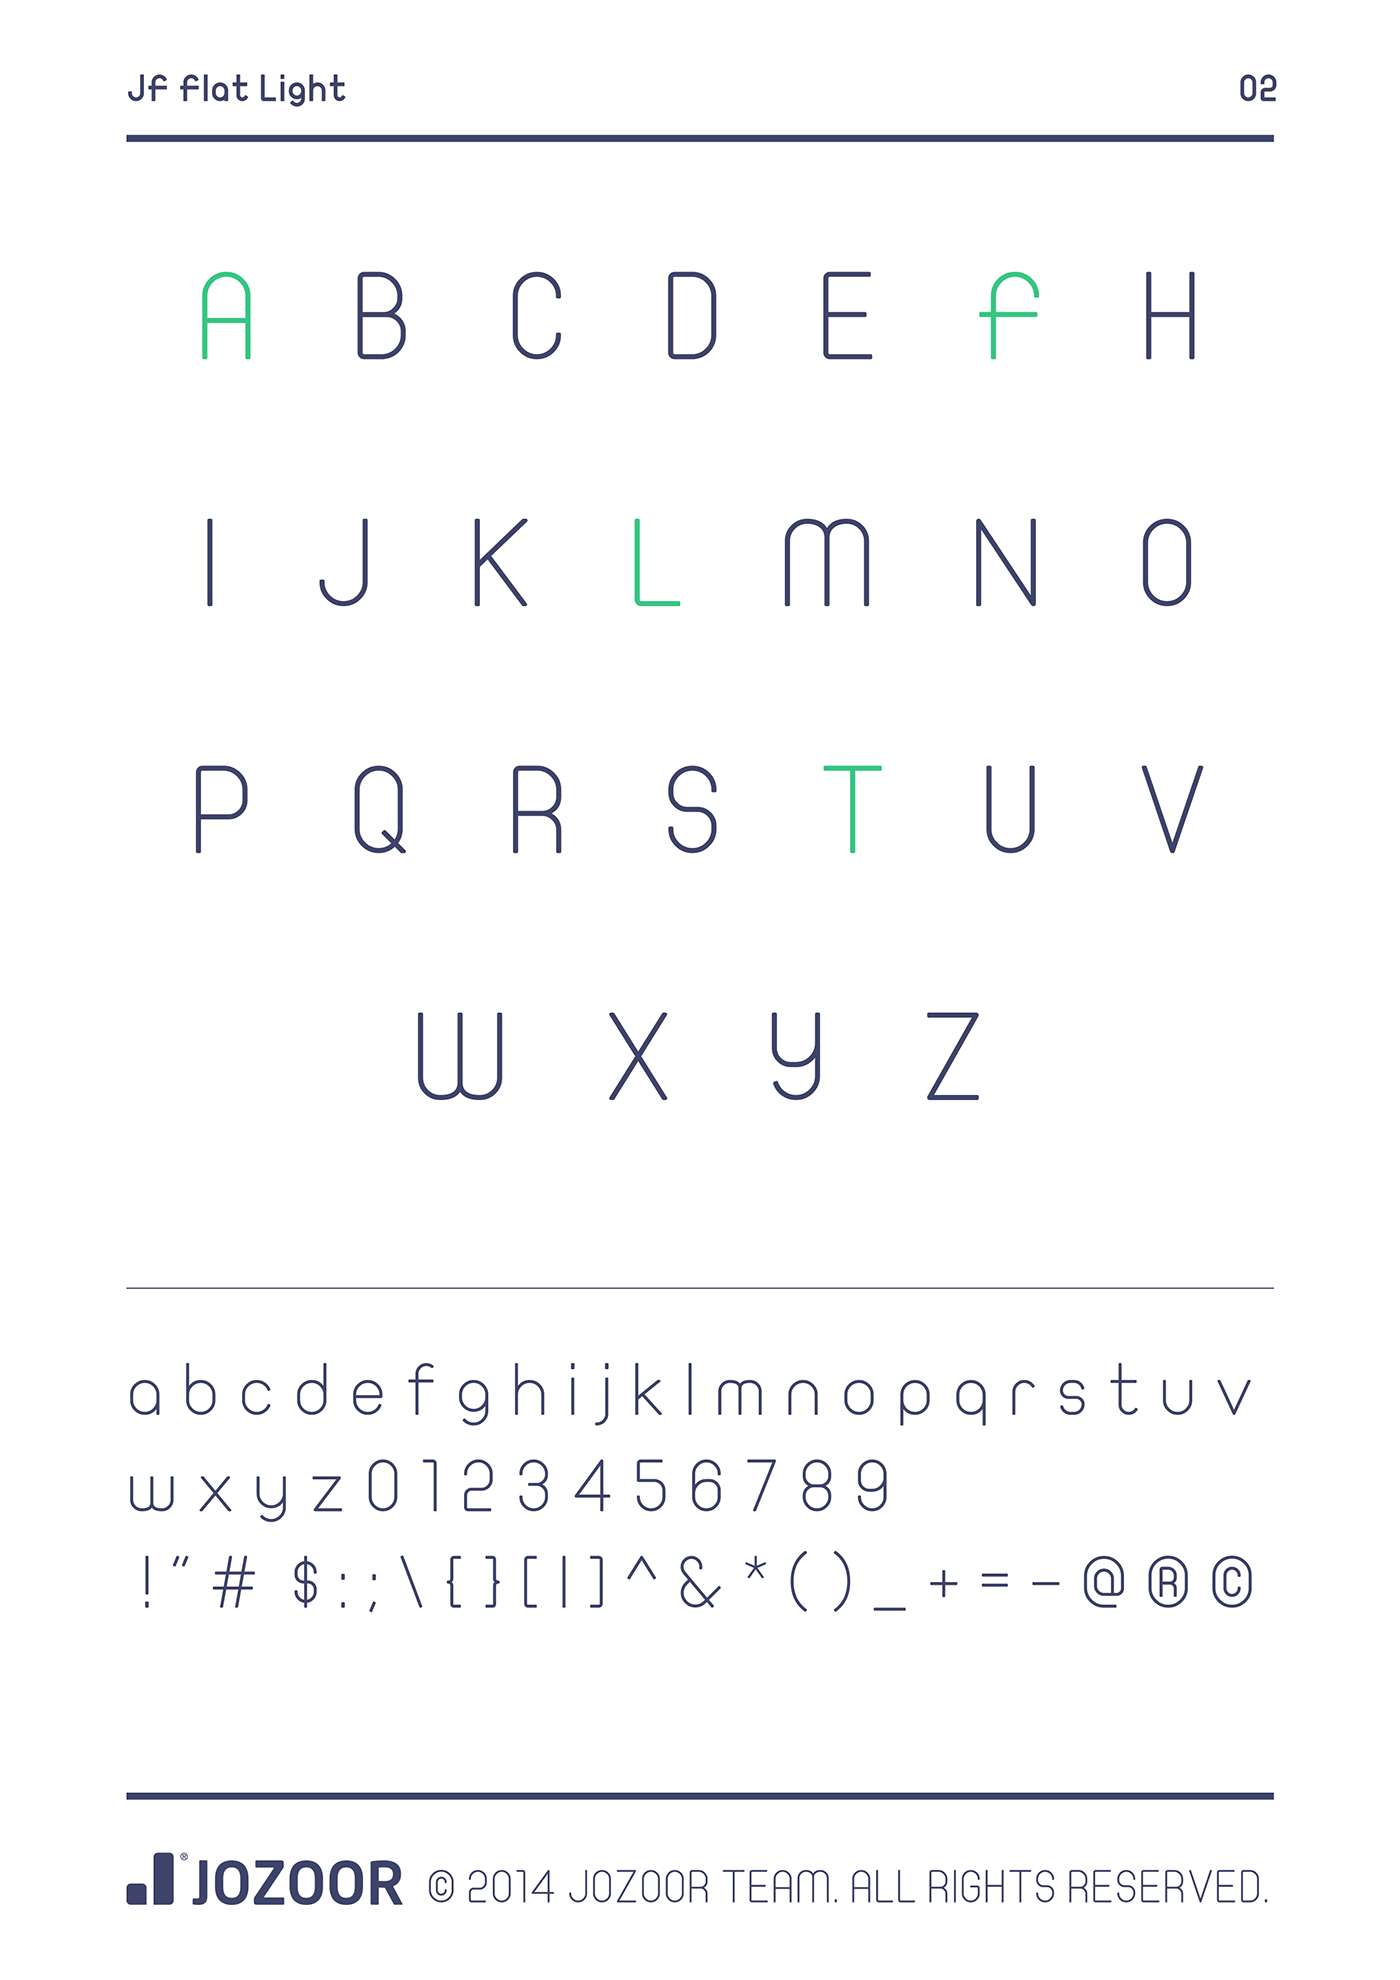 Jf flat Light
02
A B C D E f H
I J K L M N O
P Q R S T U V
W X Y Z
a b c d e f g h i j k l m n o p q r s t u v
w x y z 0 1 2 3 4 5 6 7 8 9
! " # $ : ; \ { } [ | ] ^ & * ( ) _ + = - @ ® ©
® JOZOOR © 2014 JOZOOR TEAM. ALL RIGHTS RESERVED.